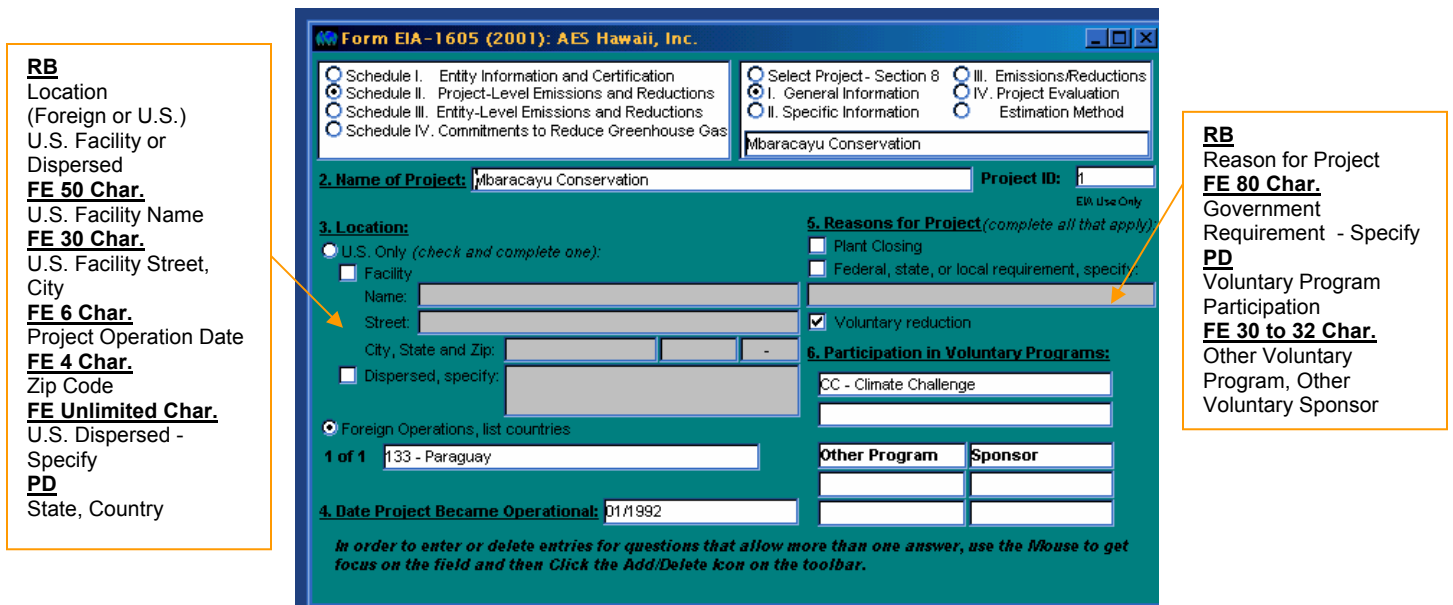 RB
Location
(Foreign or U.S.)
U.S. Facility or
Dispersed
FE 50 Char.
U.S. Facility Name
FE 30 Char.
U.S. Facility Street,
City
FE 6 Char.
Project Operation Date
FE 4 Char.
Zip Code
FE Unlimited Char.
U.S. Dispersed -
Specify
PD
State, Country
Form EIA-1605 (2001): AES Hawaii, Inc.
Schedule I. Entity Information and Certification
Schedule II. Project-Level Emissions and Reductions
Schedule III. Entity-Level Emissions and Reductions
Schedule IV. Commitments to Reduce Greenhouse Gas
Select Project - Section 8
III. Emissions/Reductions
I. General Information
IV. Project Evaluation
II. Specific Information
Estimation Method
Mbaracayu Conservation
2. Name of Project: Mbaracayu Conservation
Project ID: 1
EIA Use Only
3. Location:
U.S. Only (check and complete one):
Facility
Name:
Street:
City, State and Zip: -
Dispersed, specify:
Foreign Operations, list countries
1 of 1 133 - Paraguay
4. Date Project Became Operational: 01/1992
5. Reasons for Project (complete all that apply):
Plant Closing
Federal, state, or local requirement, specify:
Voluntary reduction
6. Participation in Voluntary Programs:
CC - Climate Challenge
Other Program Sponsor
In order to enter or delete entries for questions that allow more than one answer, use the Mouse to get
focus on the field and then Click the Add/Delete Icon on the toolbar.
RB
Reason for Project
FE 80 Char.
Government
Requirement - Specify
PD
Voluntary Program
Participation
FE 30 to 32 Char.
Other Voluntary
Program, Other
Voluntary Sponsor